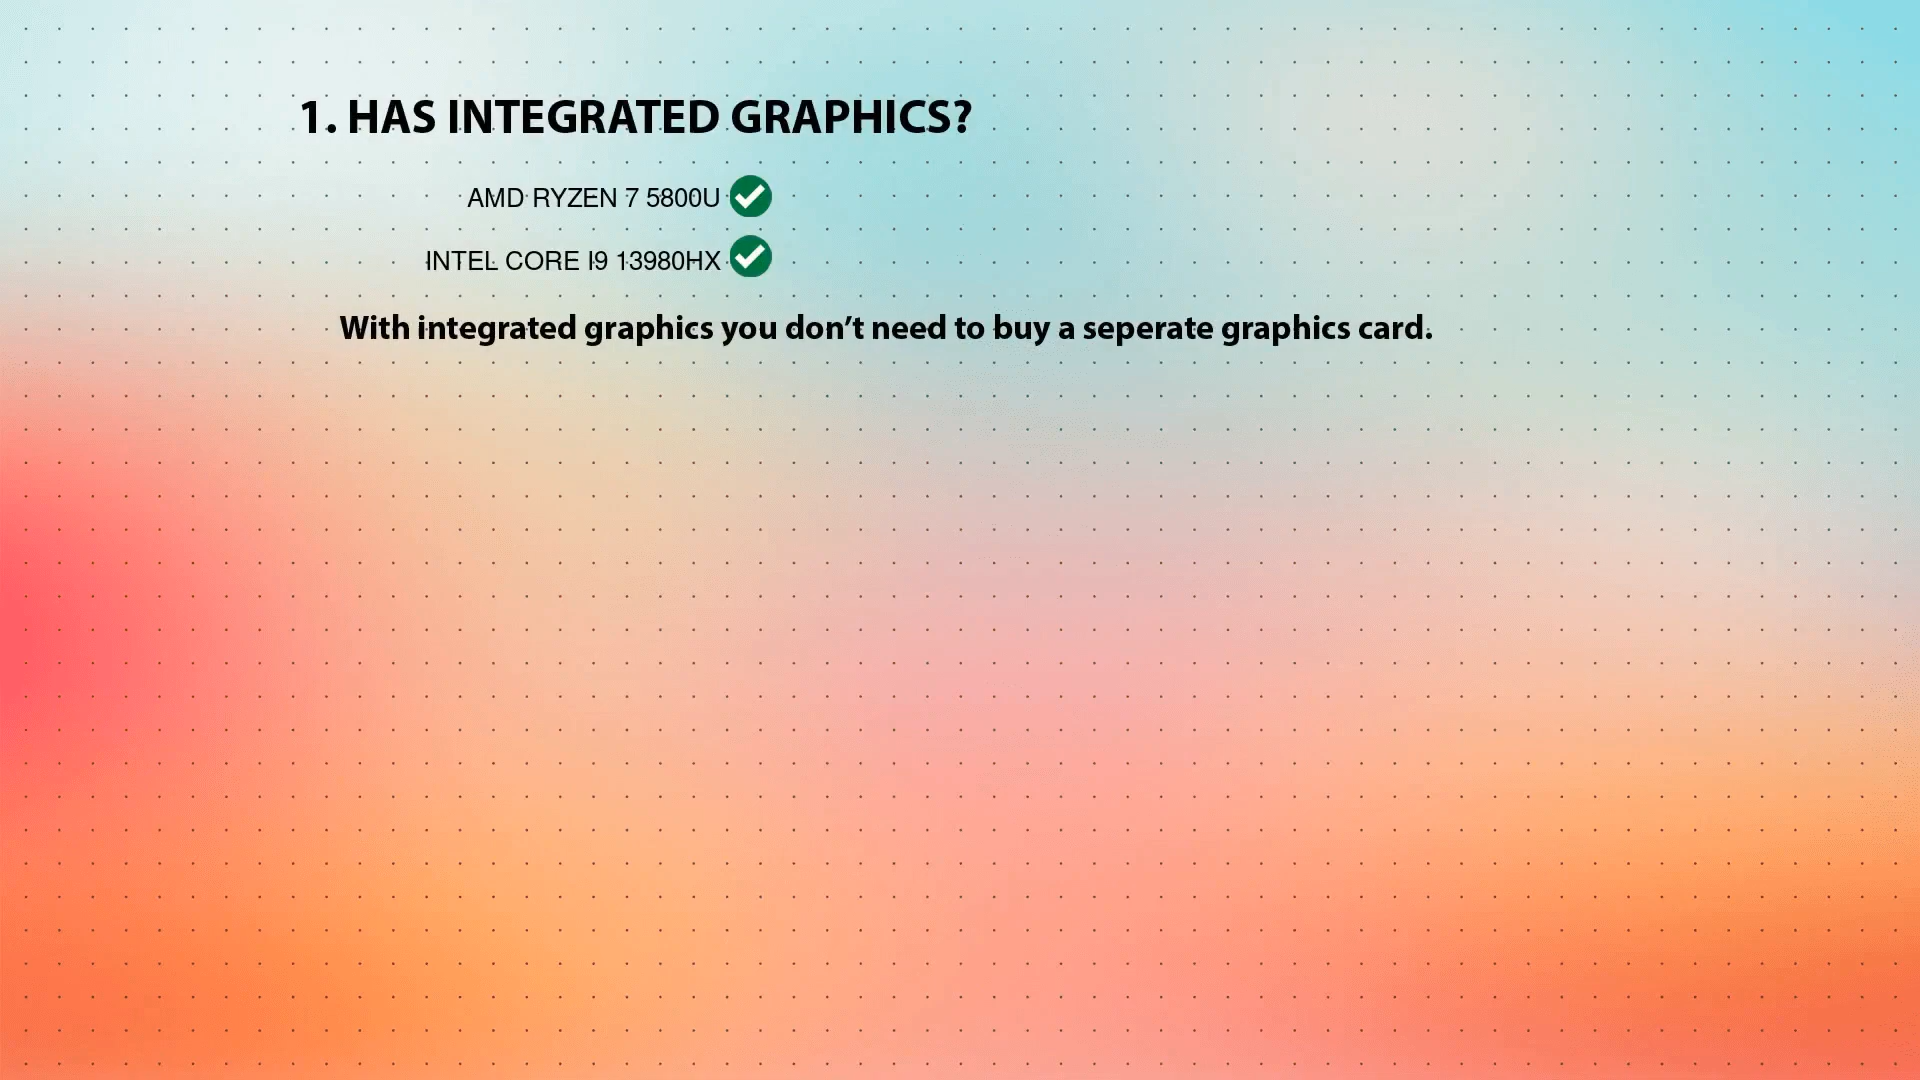 1. HAS INTEGRATED GRAPHICS?
AMD RYZEN 7 5800U
INTEL CORE I9 13980HX
With integrated graphics you don’t need to buy a seperate graphics card.